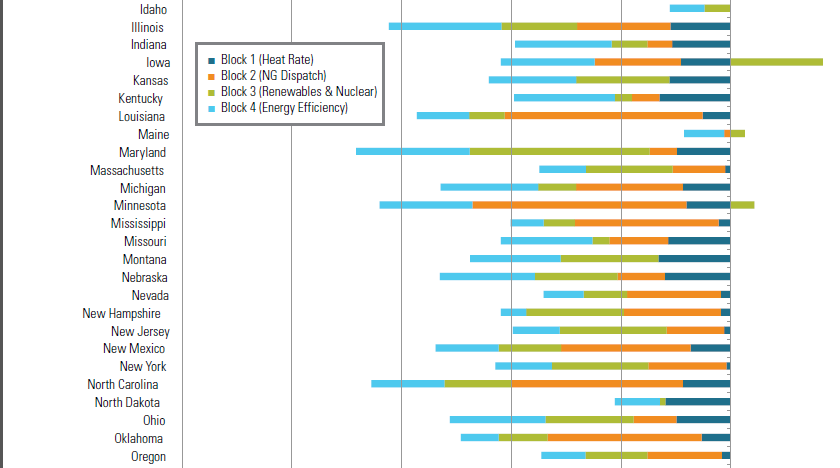 Idaho
Illinois
Indiana
Iowa
Kansas
Kentucky
Louisiana
Maine
Maryland
Massachusetts
Michigan
Minnesota
Mississippi
Missouri
Montana
Nebraska
Nevada
New Hampshire
New Jersey
New Mexico
New York
North Carolina
North Dakota
Ohio
Oklahoma
Oregon
Block 1 (Heat Rate)
Block 2 (NG Dispatch)
Block 3 (Renewables & Nuclear)
Block 4 (Energy Efficiency)